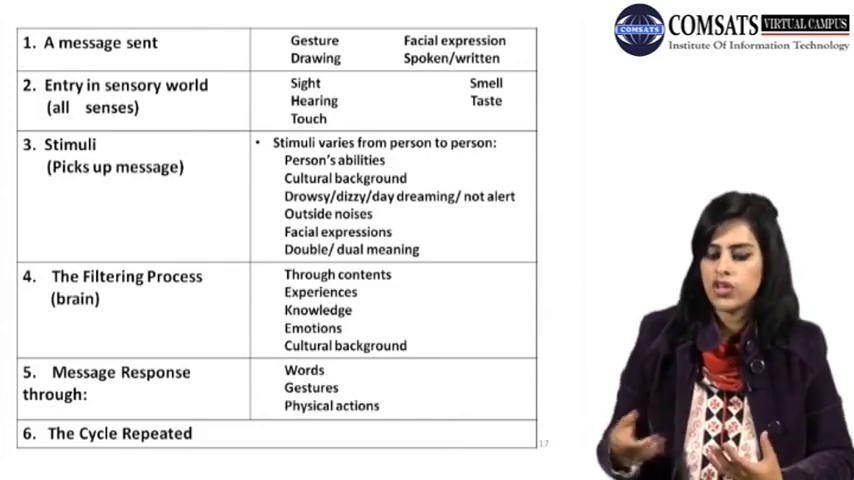 COMSATS VIRTUAL CAMPUS
Institute Of Information Technology
1. A message sent
Gesture Facial expression
Drawing Spoken/written
2. Entry in sensory world
(all senses)
Sight Smell
Hearing Taste
Touch
3. Stimuli
(Picks up message)
• Stimuli varies from person to person:
Person's abilities
Cultural background
Drowsy/dizzy/day dreaming/ not alert
Outside noises
Facial expressions
Double/ dual meaning
4. The Filtering Process
(brain)
Through contents
Experiences
Knowledge
Emotions
Cultural background
5. Message Response
through:
Words
Gestures
Physical actions
6. The Cycle Repeated
17